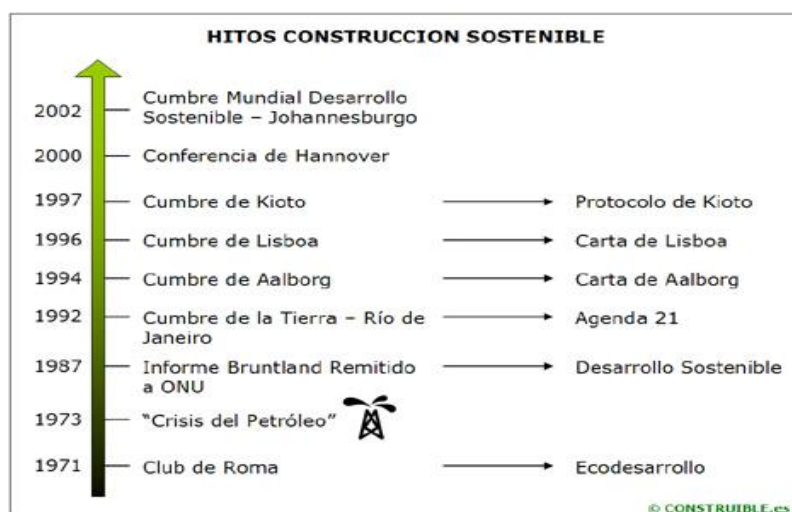 HITOS CONSTRUCCION SOSTENIBLE
2002 Cumbre Mundial Desarrollo
Sostenible – Johannesburgo
2000 Conferencia de Hannover
1997 Cumbre de Kioto Protocolo de Kioto
1996 Cumbre de Lisboa Carta de Lisboa
1994 Cumbre de Aalborg Carta de Aalborg
1992 Cumbre de la Tierra – Río de Agenda 21
Janeiro
1987 Informe Bruntland Remitido Desarrollo Sostenible
a ONU
1973 “Crisis del Petróleo”
1971 Club de Roma Ecodesarrollo
© CONSTRUIBLE.es